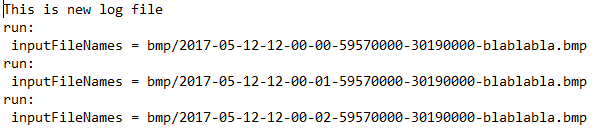 This is new log file
run:
 inputFileNames = bmp/2017-05-12-12-00-00-59570000-30190000-blablabla.bmp
run:
 inputFileNames = bmp/2017-05-12-12-00-01-59570000-30190000-blablabla.bmp
run:
 inputFileNames = bmp/2017-05-12-12-00-02-59570000-30190000-blablabla.bmp